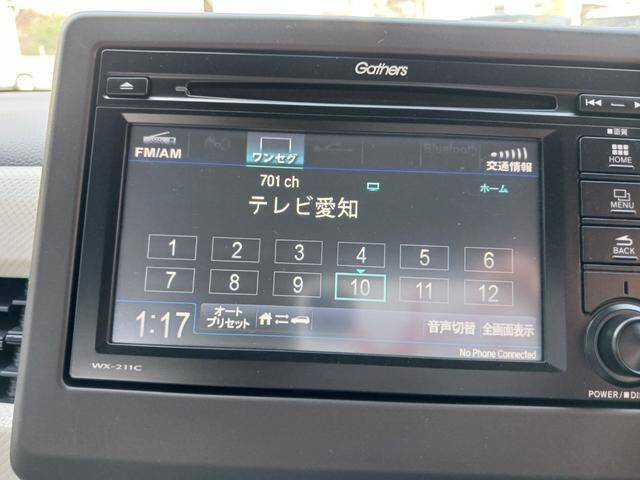 Gathers
FM/AM ワンセグ Bluetooth 交通情報
701 ch ホーム
テレビ愛知
1 2 3 4 5 6
7 8 9 10 11 12
1:17 オート プリセット 音声切替 全画面表示
No Phone Connected
WX-211C
■画質
HOME
MENU
BACK
POWER/